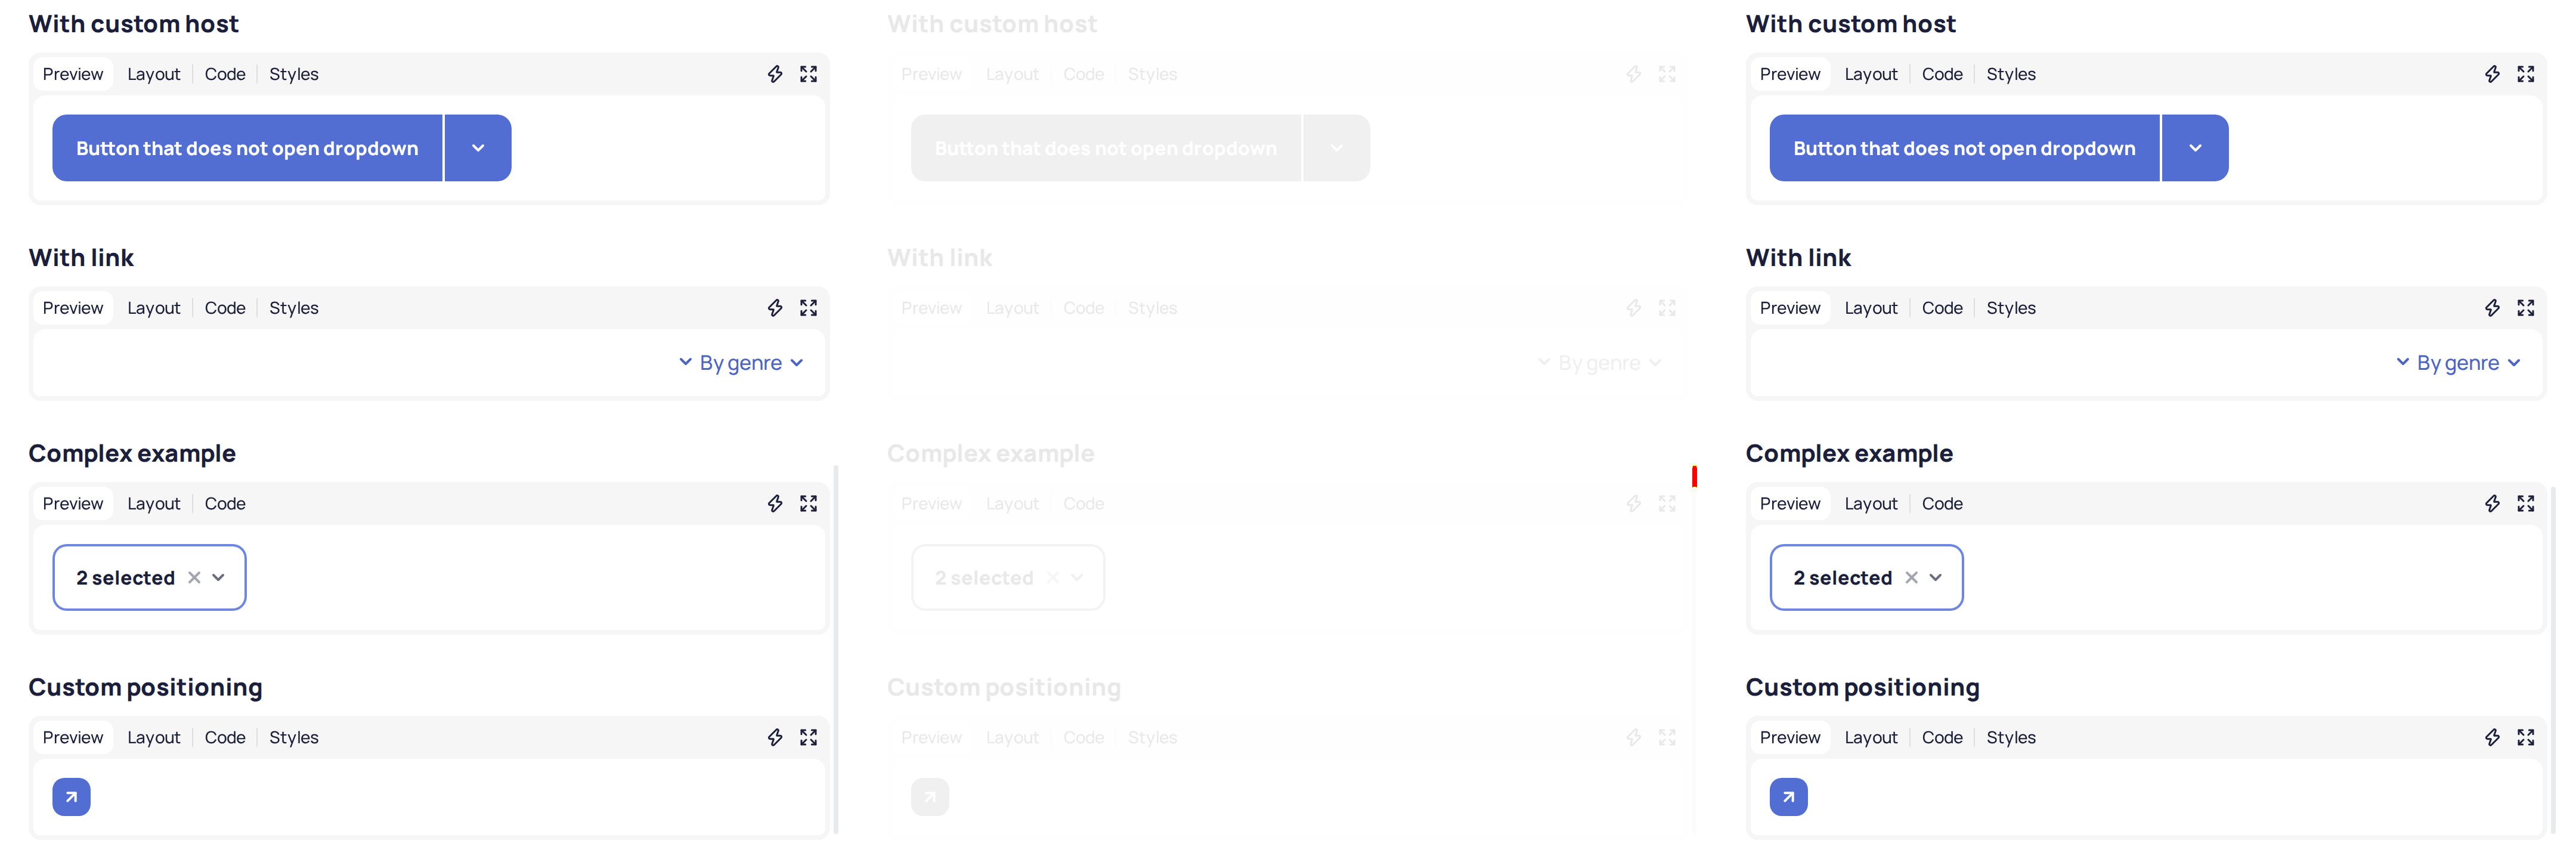 With custom host
Preview Layout Code Styles
Button that does not open dropdown
With link
Preview Layout Code Styles
By genre
Complex example
Preview Layout Code
2 selected
Custom positioning
Preview Layout Code Styles
With custom host
Preview Layout Code Styles
Button that does not open dropdown
With link
Preview Layout Code Styles
By genre
Complex example
Preview Layout Code
2 selected
Custom positioning
Preview Layout Code Styles
With custom host
Preview Layout Code Styles
Button that does not open dropdown
With link
Preview Layout Code Styles
By genre
Complex example
Preview Layout Code
2 selected
Custom positioning
Preview Layout Code Styles